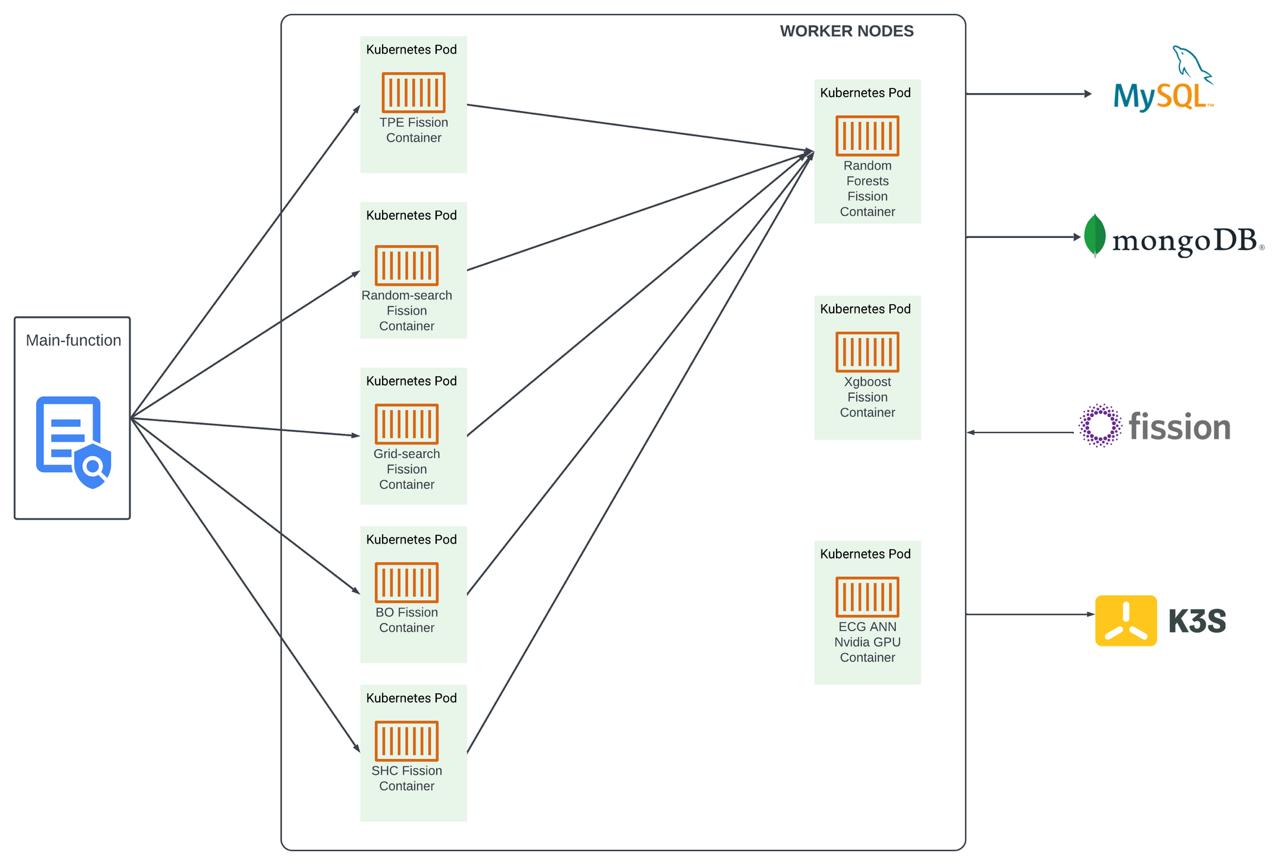 WORKER NODES
Main-function
Kubernetes Pod
TPE Fission
Container
Kubernetes Pod
Random-search
Fission
Container
Kubernetes Pod
Grid-search
Fission
Container
Kubernetes Pod
BO Fission
Container
Kubernetes Pod
SHC Fission
Container
Kubernetes Pod
Random
Forests
Fission
Container
Kubernetes Pod
Xgboost
Fission
Container
Kubernetes Pod
ECG ANN
Nvidia GPU
Container
MySQL™
mongoDB®
fission
K3S